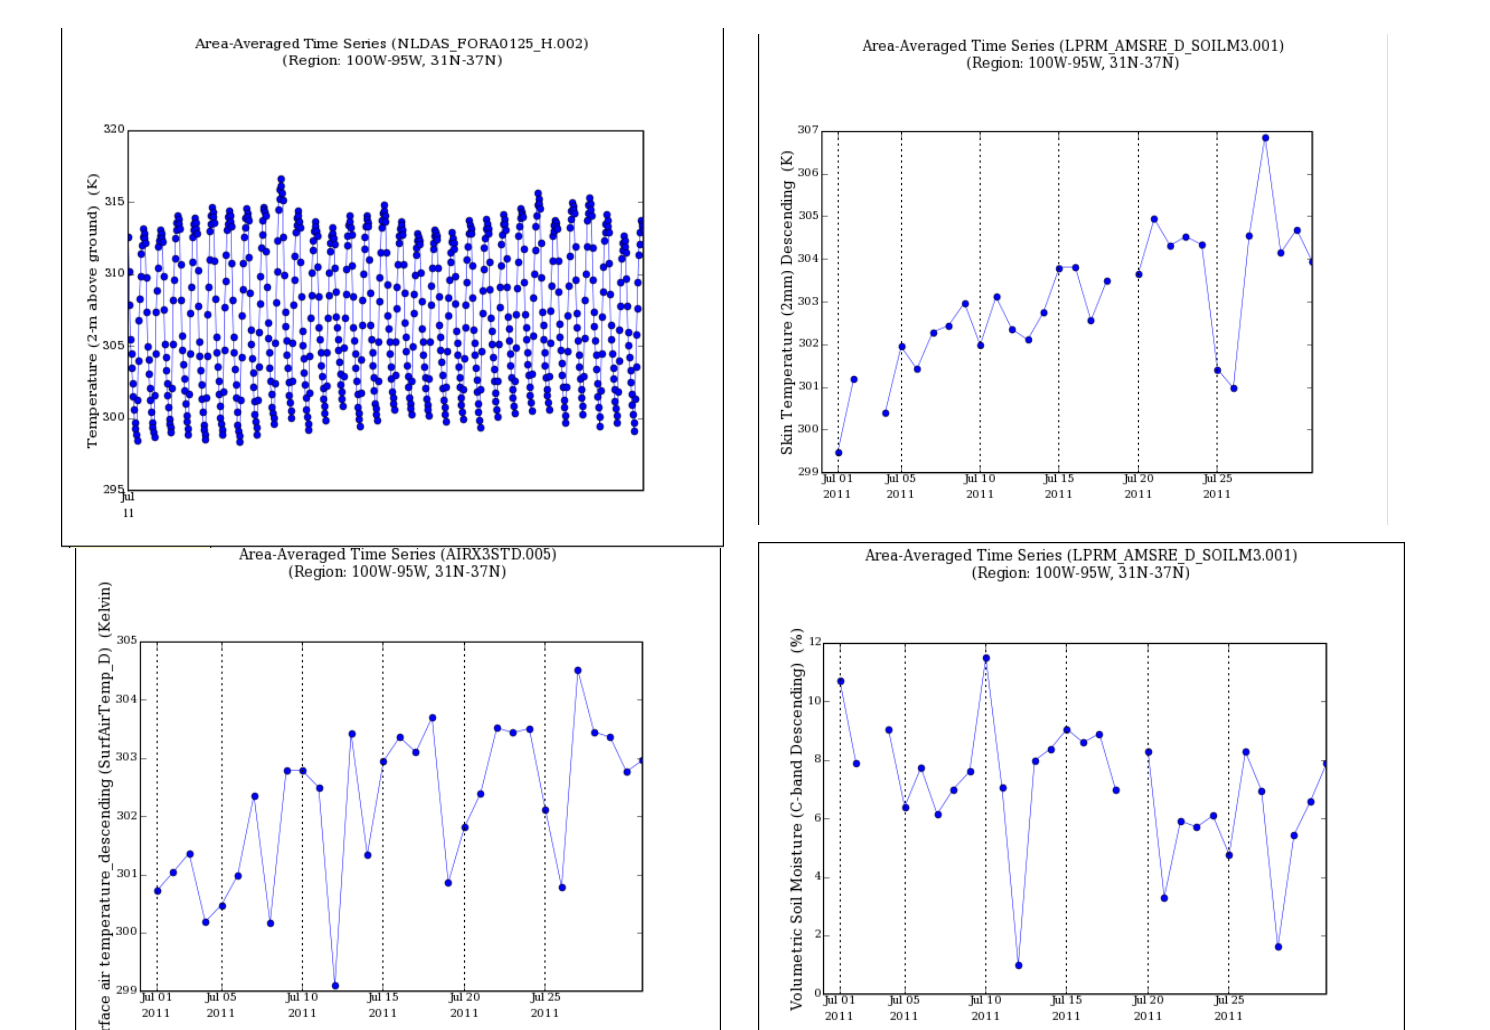 Area-Averaged Time Series (NLDAS_FORA0125_H.002)
(Region: 100W-95W, 31N-37N)
Temperature (2-m above ground) (K)
320
315
310
305
300
295
Jul
11
Area-Averaged Time Series (LPRM_AMSRE_D_SOILM3.001)
(Region: 100W-95W, 31N-37N)
Skin Temperature (2mm) Descending (K)
307
306
305
304
303
302
301
300
299
Jul 01 Jul 05 Jul 10 Jul 15 Jul 20 Jul 25
2011 2011 2011 2011 2011 2011
Area-Averaged Time Series (AIRX3STD.005)
(Region: 100W-95W, 31N-37N)
rface air temperature_descending (SurfAirTemp_D) (Kelvin)
305
304
303
302
301
300
299
Jul 01 Jul 05 Jul 10 Jul 15 Jul 20 Jul 25
2011 2011 2011 2011 2011 2011
Area-Averaged Time Series (LPRM_AMSRE_D_SOILM3.001)
(Region: 100W-95W, 31N-37N)
Volumetric Soil Moisture (C-band Descending) (%)
12
10
8
6
4
2
0
Jul 01 Jul 05 Jul 10 Jul 15 Jul 20 Jul 25
2011 2011 2011 2011 2011 2011